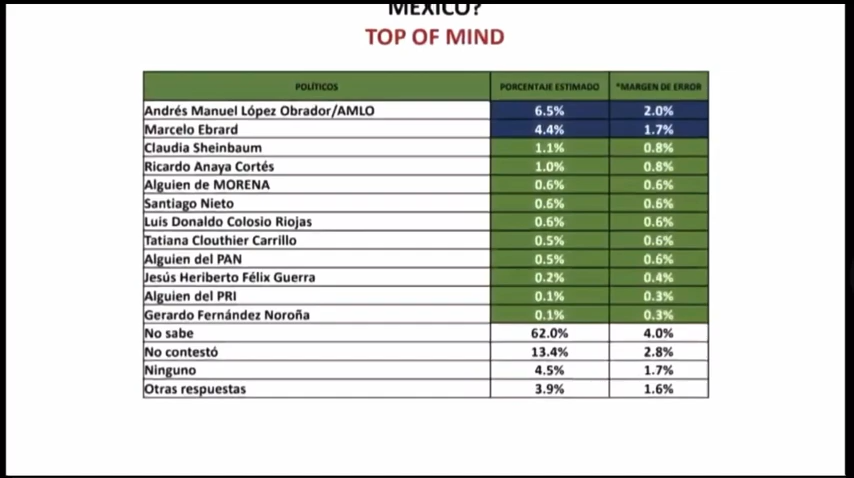 MÉXICO?
TOP OF MIND
POLÍTICOS PORCENTAJE ESTIMADO *MARGEN DE ERROR
Andrés Manuel López Obrador/AMLO 6.5% 2.0%
Marcelo Ebrard 4.4% 1.7%
Claudia Sheinbaum 1.1% 0.8%
Ricardo Anaya Cortés 1.0% 0.8%
Alguien de MORENA 0.6% 0.6%
Santiago Nieto 0.6% 0.6%
Luis Donaldo Colosio Riojas 0.6% 0.6%
Tatiana Clouthier Carrillo 0.5% 0.6%
Alguien del PAN 0.5% 0.6%
Jesús Heriberto Félix Guerra 0.2% 0.4%
Alguien del PRI 0.1% 0.3%
Gerardo Fernández Noroña 0.1% 0.3%
No sabe 62.0% 4.0%
No contestó 13.4% 2.8%
Ninguno 4.5% 1.7%
Otras respuestas 3.9% 1.6%